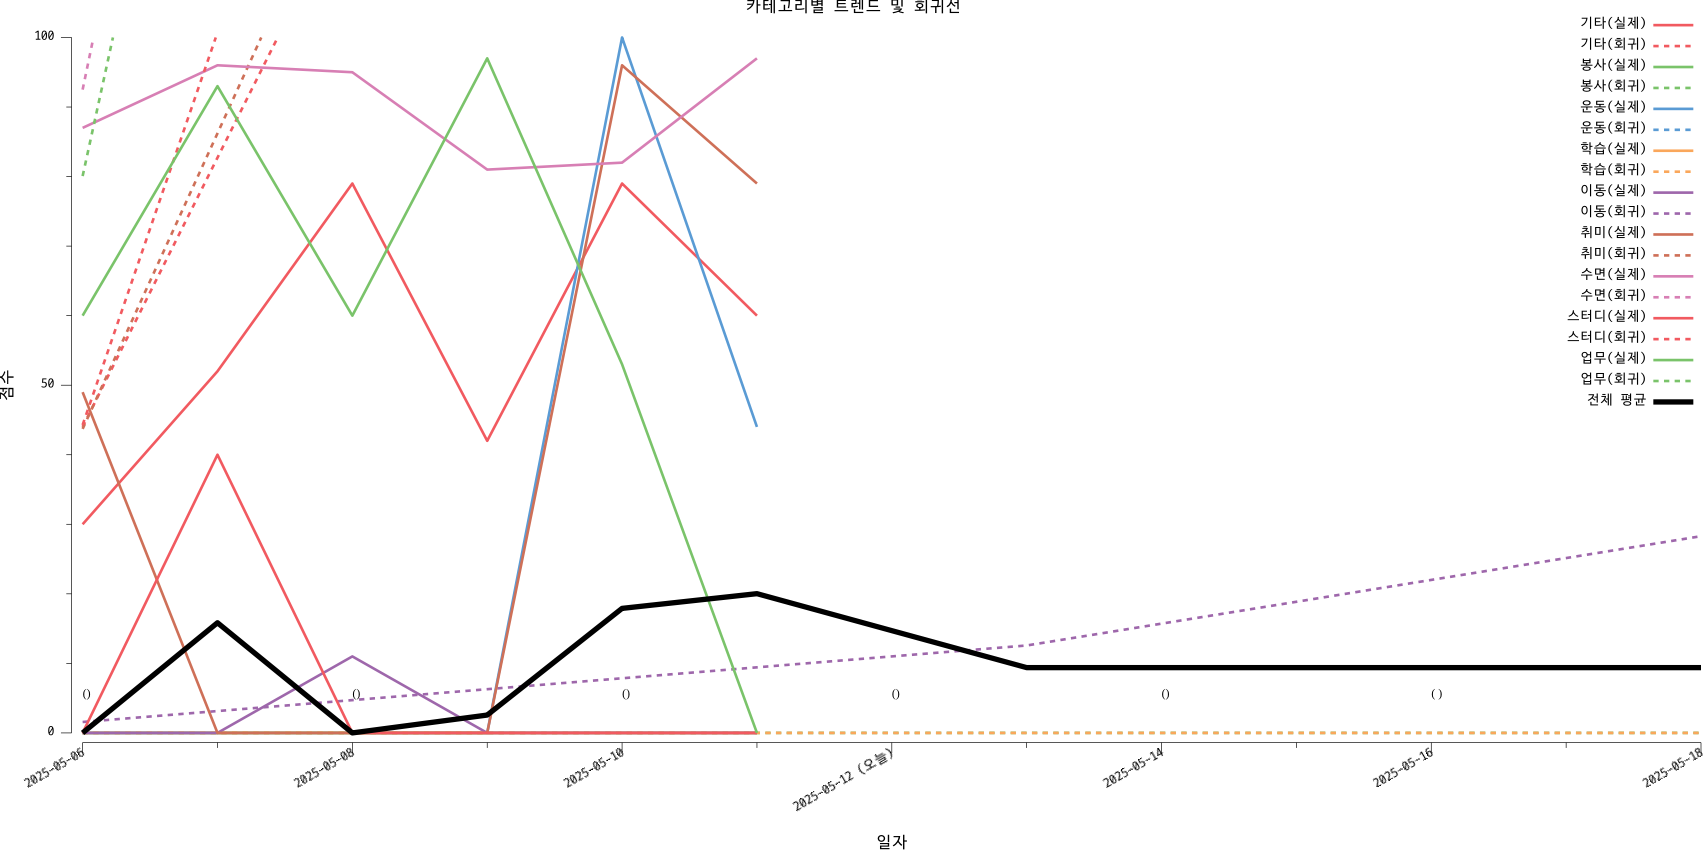 카테고리별 트렌드 및 회귀선
기타(실제)
기타(회귀)
봉사(실제)
봉사(회귀)
운동(실제)
운동(회귀)
학습(실제)
학습(회귀)
이동(실제)
이동(회귀)
취미(실제)
취미(회귀)
수면(실제)
수면(회귀)
스터디(실제)
스터디(회귀)
업무(실제)
업무(회귀)
전체 평균
100
50
0
점수
() () () () () ( )
2025-05-06 2025-05-08 2025-05-10 2025-05-12 (오늘) 2025-05-14 2025-05-16 2025-05-18
일자